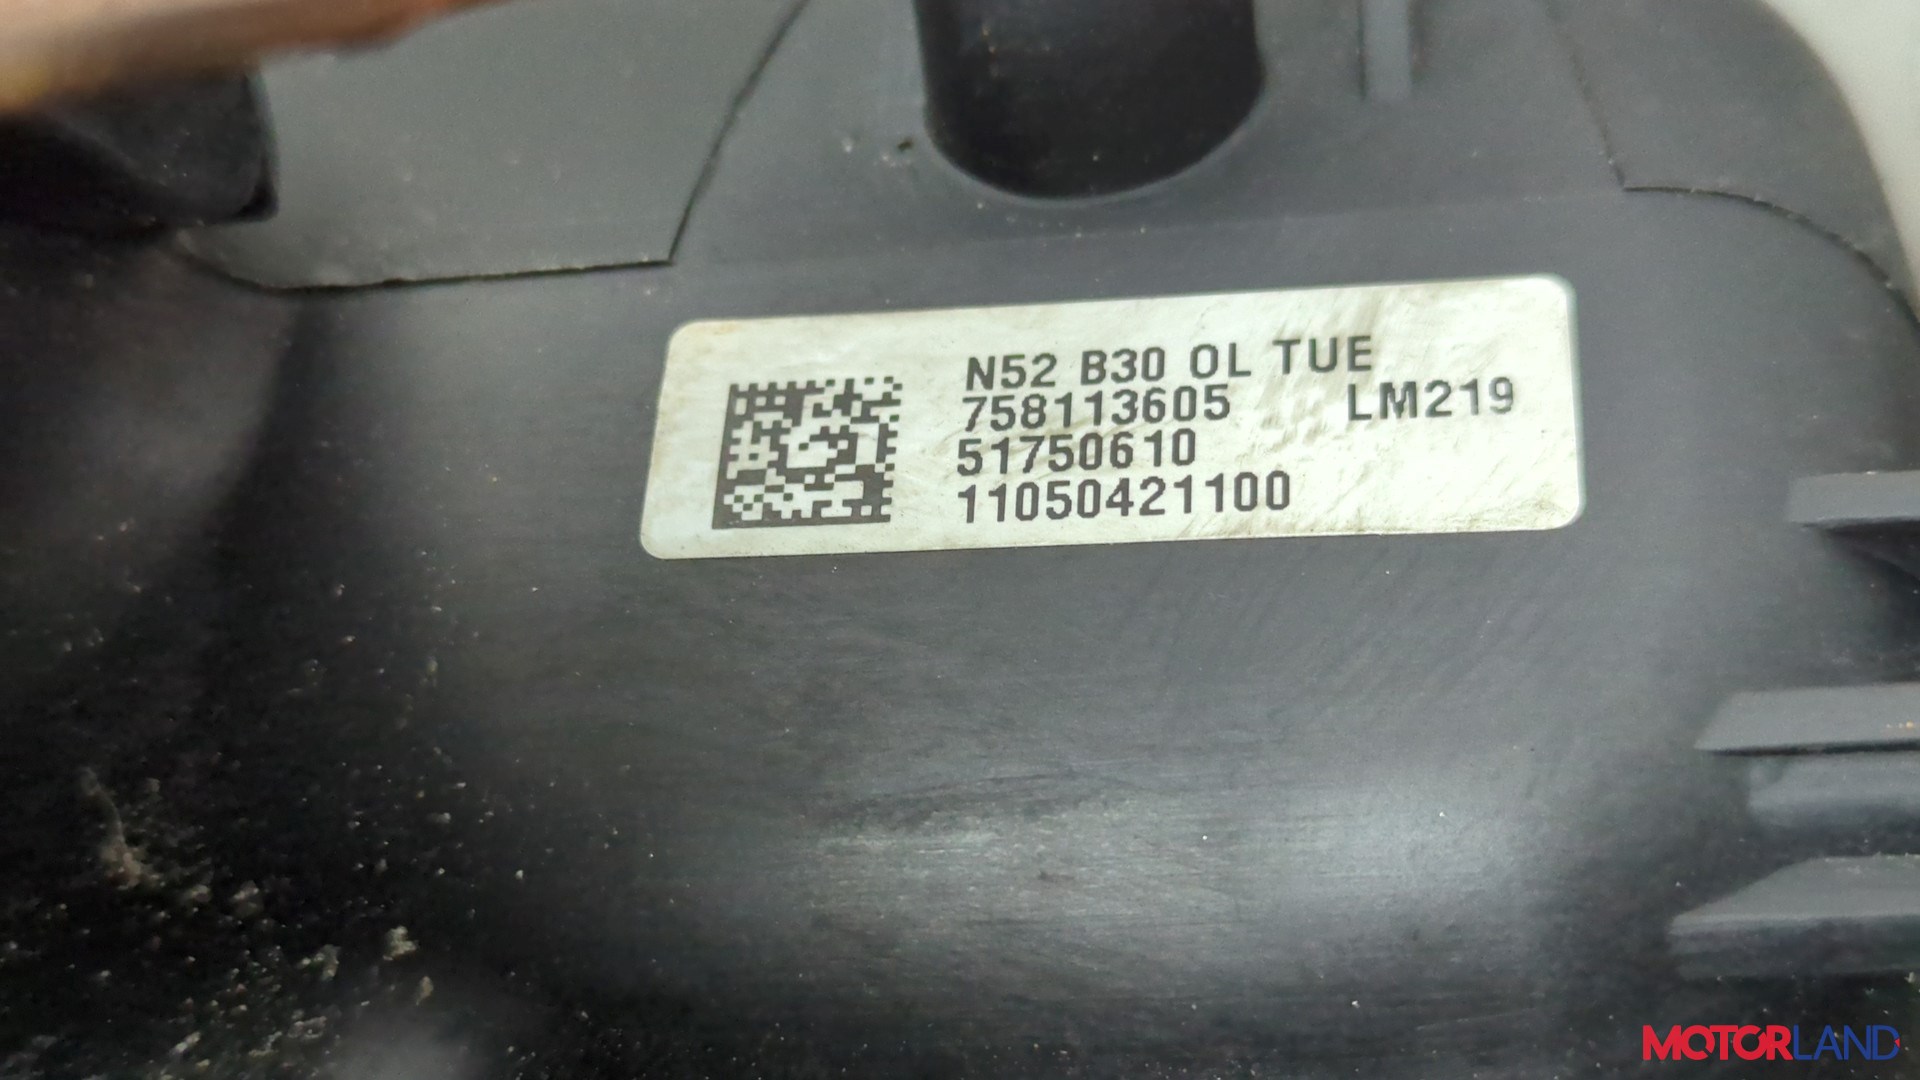 N52 B30 OL TUE
758113605 LM219
51750610
11050421100
MOTORLAND